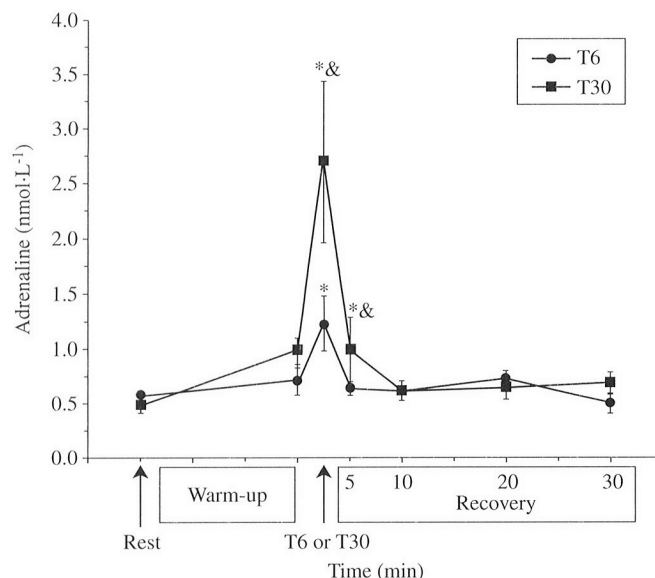 4.0
T6
T30
*&
3.5
3.0
2.5
2.0
1.5
1.0
0.5
0.0
*
*&
Adrenaline (nmol·L⁻¹)
Warm-up
5 10 20 30
Recovery
Rest
T6 or T30
Time (min)